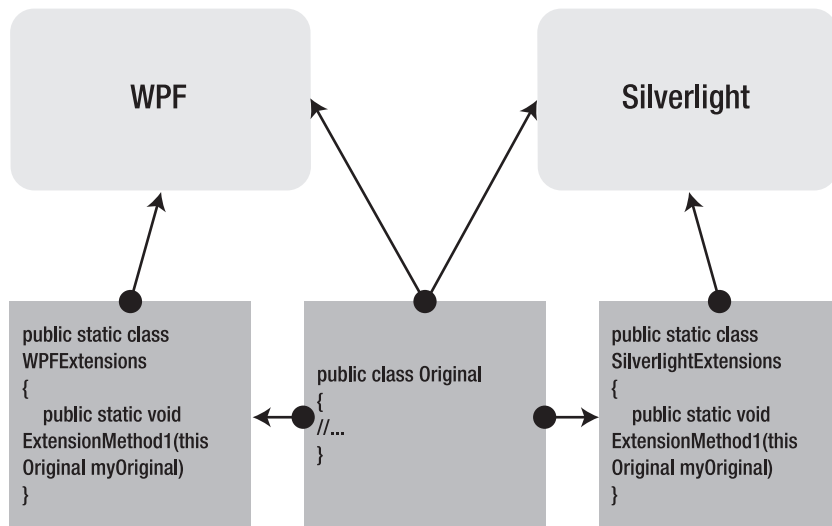 WPF
Silverlight
public static class
WPFExtensions
{
public static void
ExtensionMethod1(this
Original myOriginal)
}
public class Original
{
//...
}
public static class
SilverlightExtensions
{
public static void
ExtensionMethod1(this
Original myOriginal)
}